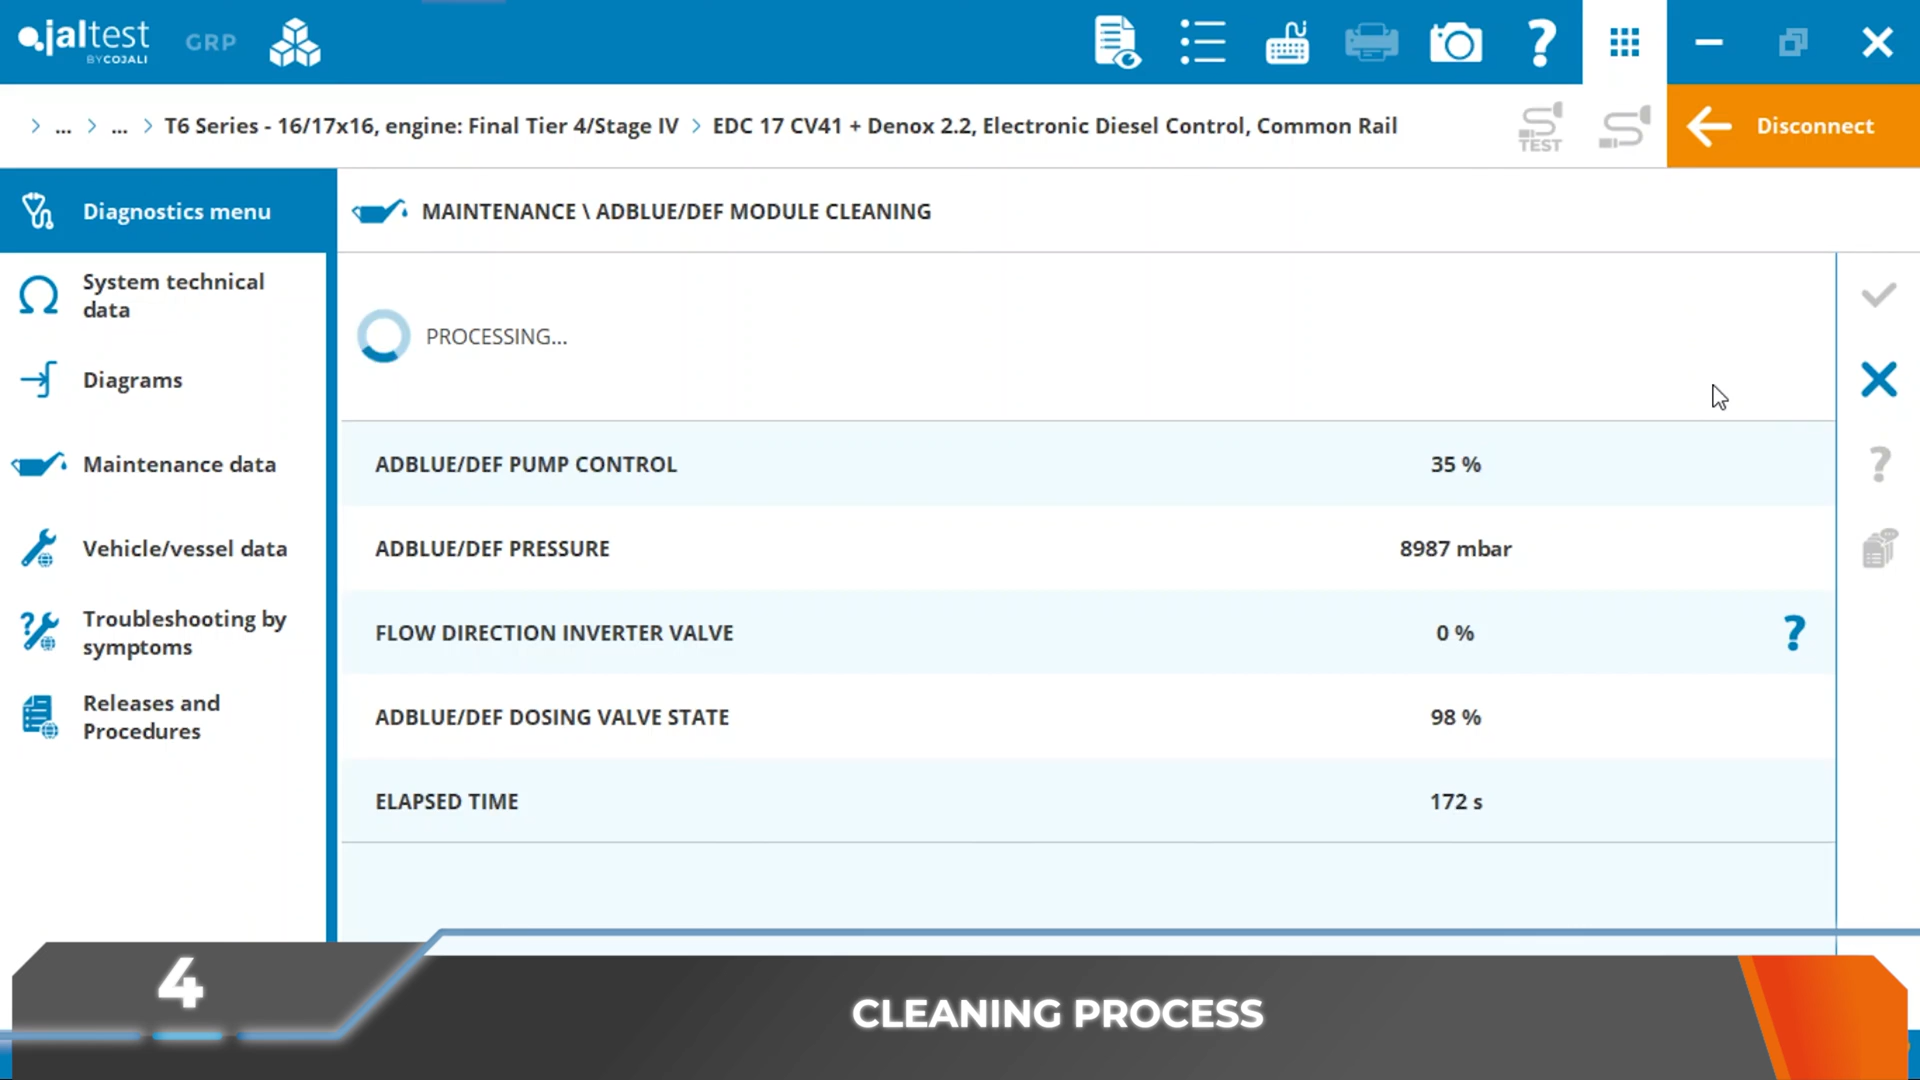 jaltest
BY COJALI
GRP
?
> ... > ... > T6 Series - 16/17x16, engine: Final Tier 4/Stage IV > EDC 17 CV41 + Denox 2.2, Electronic Diesel Control, Common Rail
TEST
Disconnect
Diagnostics menu
MAINTENANCE \ ADBLUE/DEF MODULE CLEANING
System technical
data
PROCESSING...
Diagrams
Maintenance data
ADBLUE/DEF PUMP CONTROL 35 %
?
Vehicle/vessel data
ADBLUE/DEF PRESSURE 8987 mbar
Troubleshooting by
symptoms
FLOW DIRECTION INVERTER VALVE 0 % ?
Releases and
Procedures
ADBLUE/DEF DOSING VALVE STATE 98 %
ELAPSED TIME 172 s
4
CLEANING PROCESS